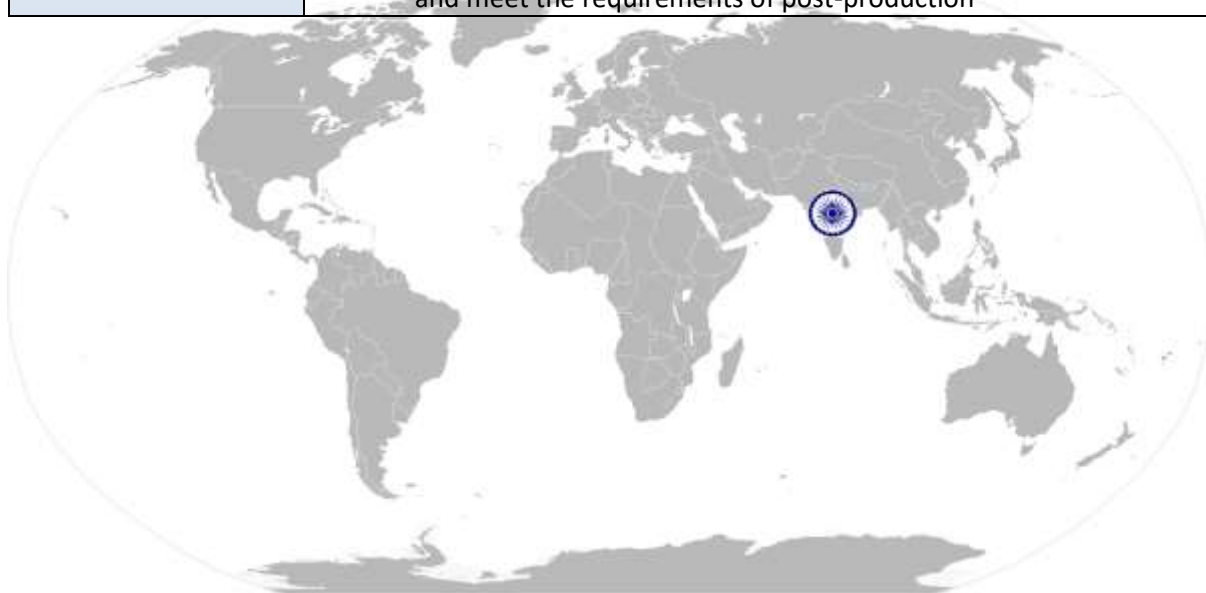 and meet the requirements of post-production